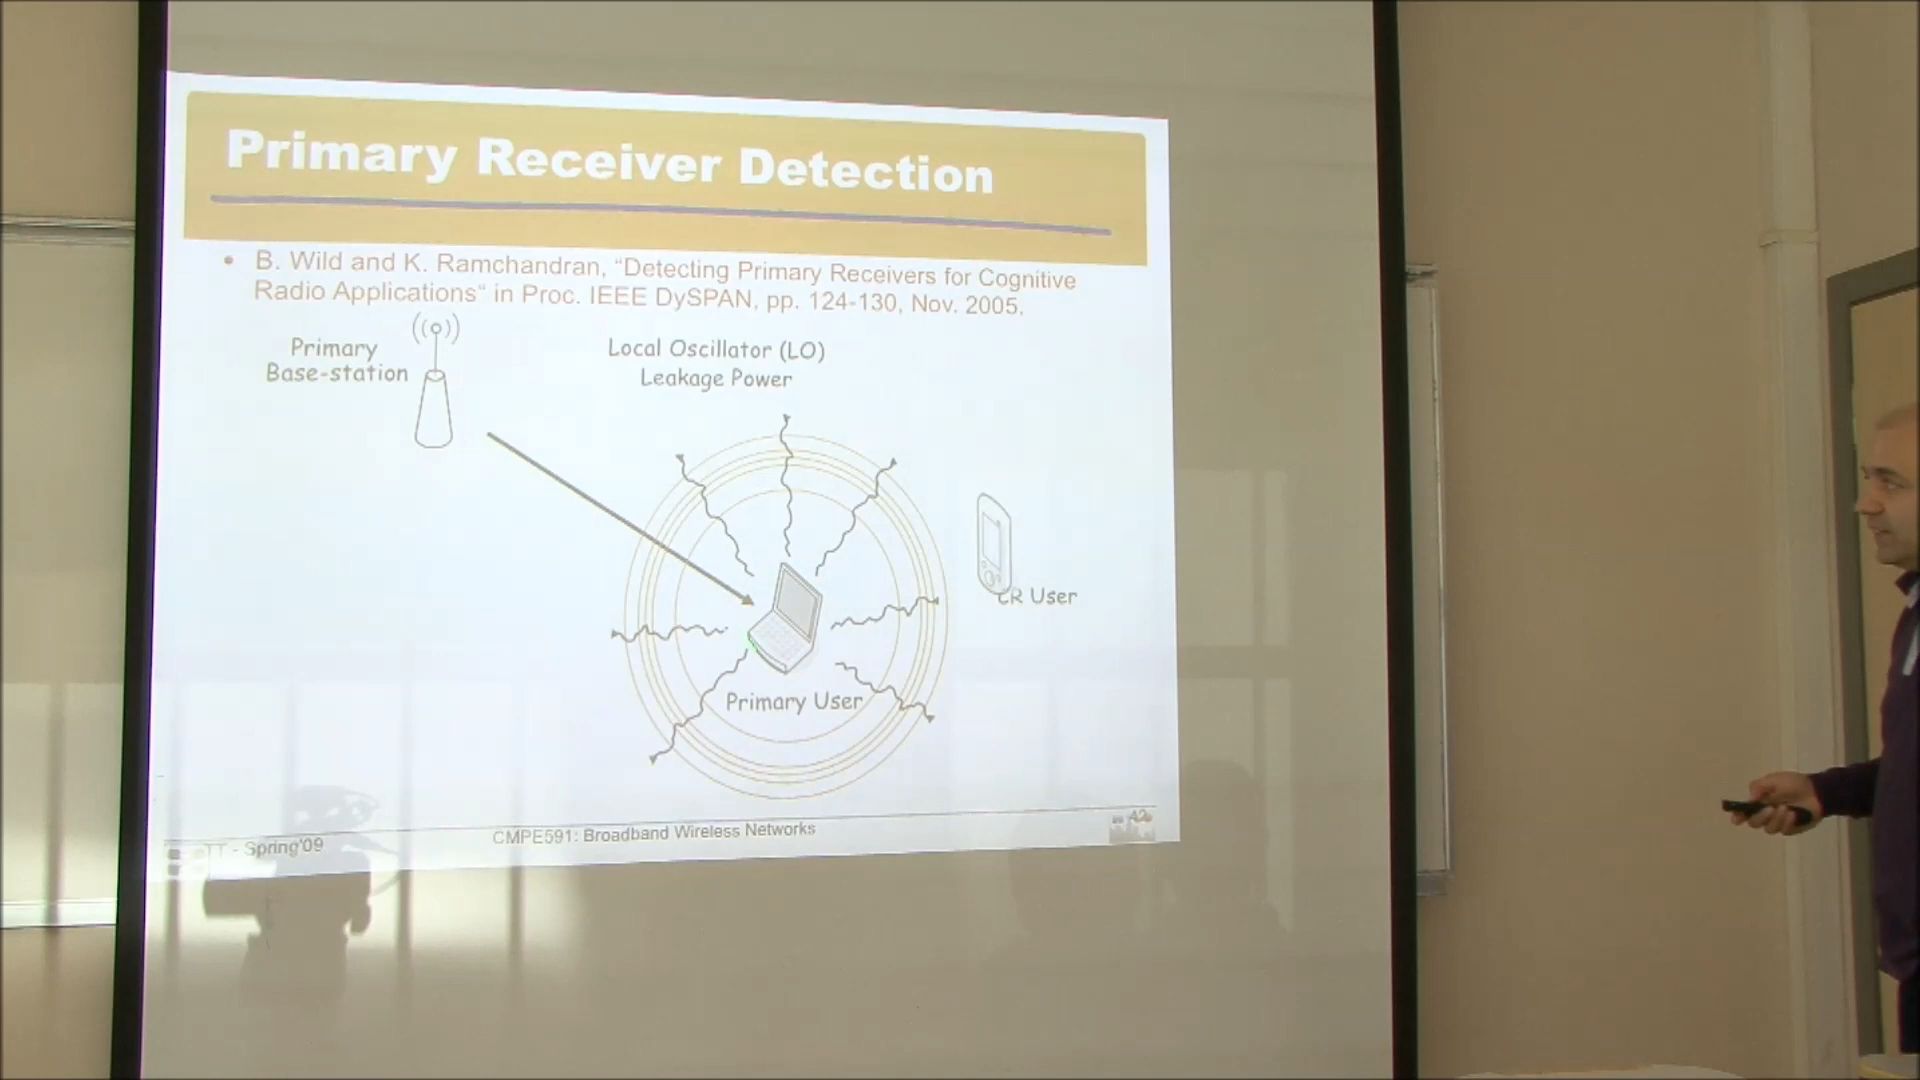 Primary Receiver Detection
• B. Wild and K. Ramchandran, “Detecting Primary Receivers for Cognitive
Radio Applications“ in Proc. IEEE DySPAN, pp. 124-130, Nov. 2005.
Primary
Base-station
Local Oscillator (LO)
Leakage Power
CR User
Primary User
TT - Spring'09
CMPE591: Broadband Wireless Networks